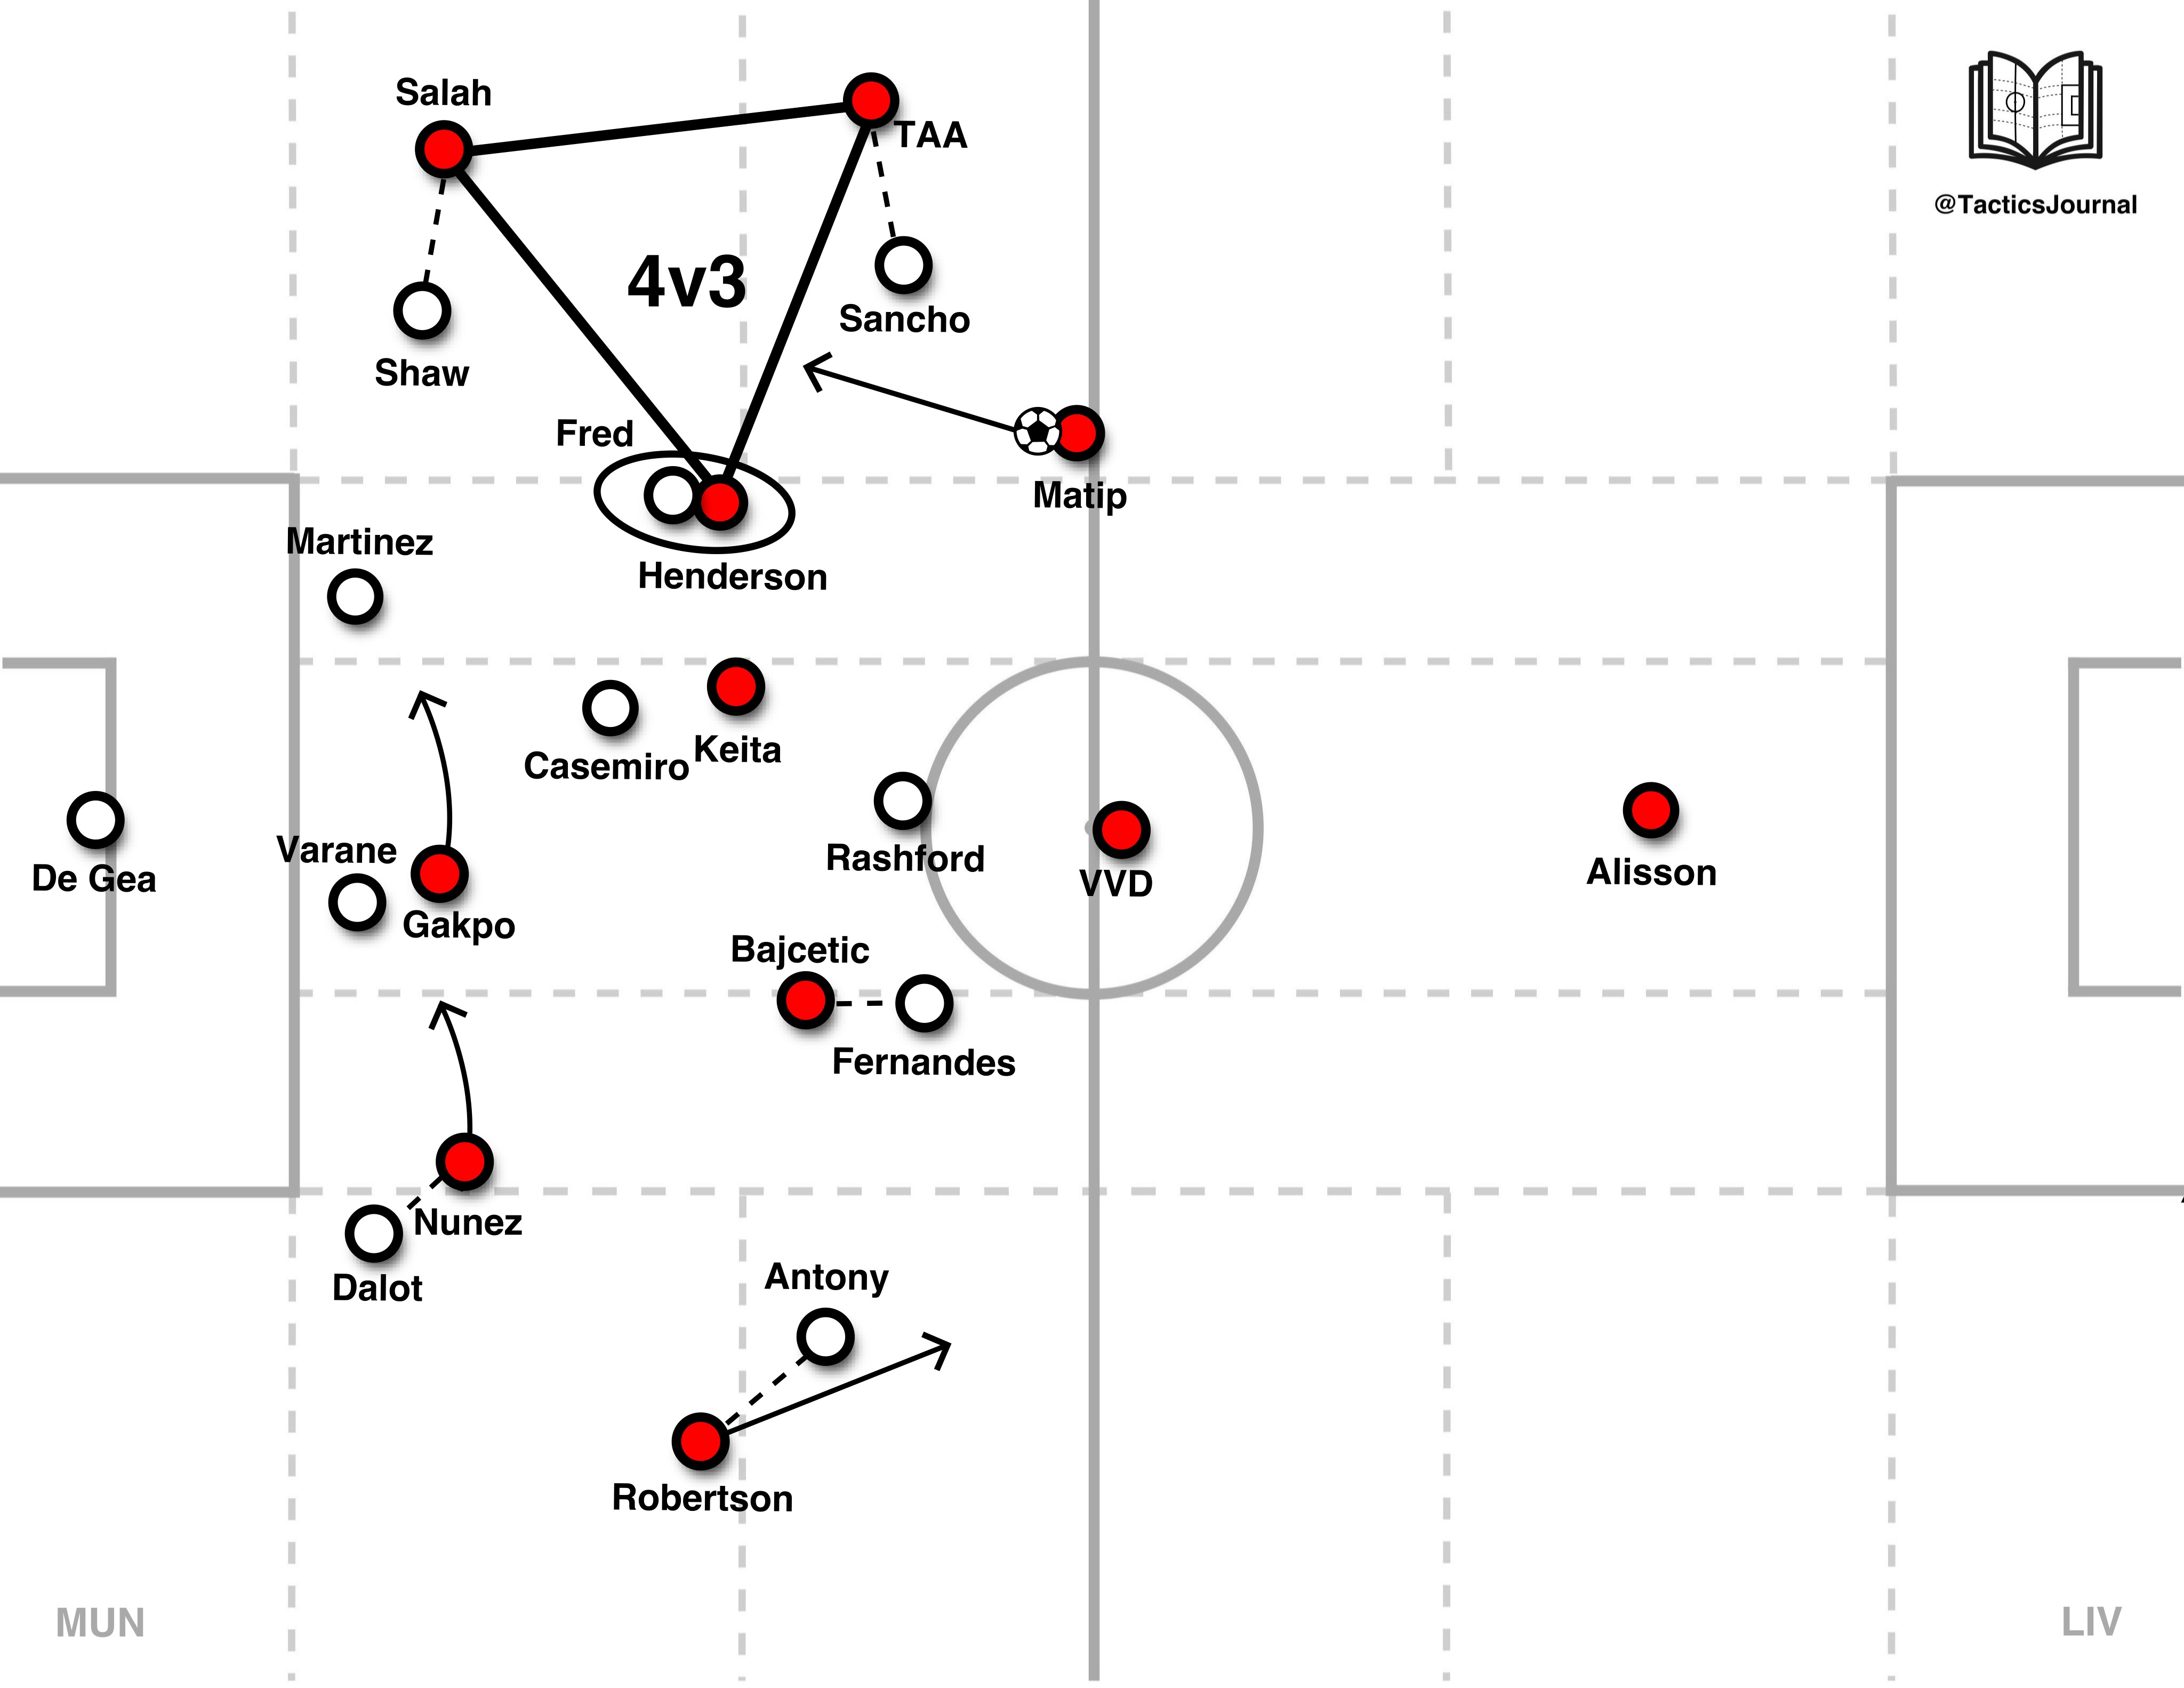 Salah
TAA
@TacticsJournal
4v3
Sancho
Shaw
Fred
Matip
Martinez
Henderson
Keita
Casemiro
Varane
Rashford
De Gea
Alisson
VVD
Gakpo
Bajcetic
Fernandes
Nunez
Dalot
Antony
Robertson
MUN
LIV